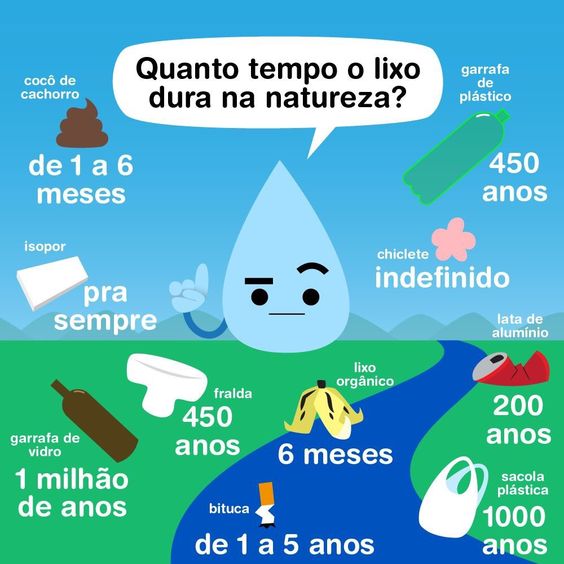 Quanto tempo o lixo
dura na natureza?
cocô de
cachorro
de 1 a 6
meses
garrafa
de
plástico
450
anos
isopor
pra
sempre
chiclete
indefinido
lata de
alumínio
200
anos
fralda
450
anos
lixo
orgânico
6 meses
garrafa de
vidro
1 milhão
de anos
bituca
de 1 a 5 anos
sacola
plástica
1000
anos